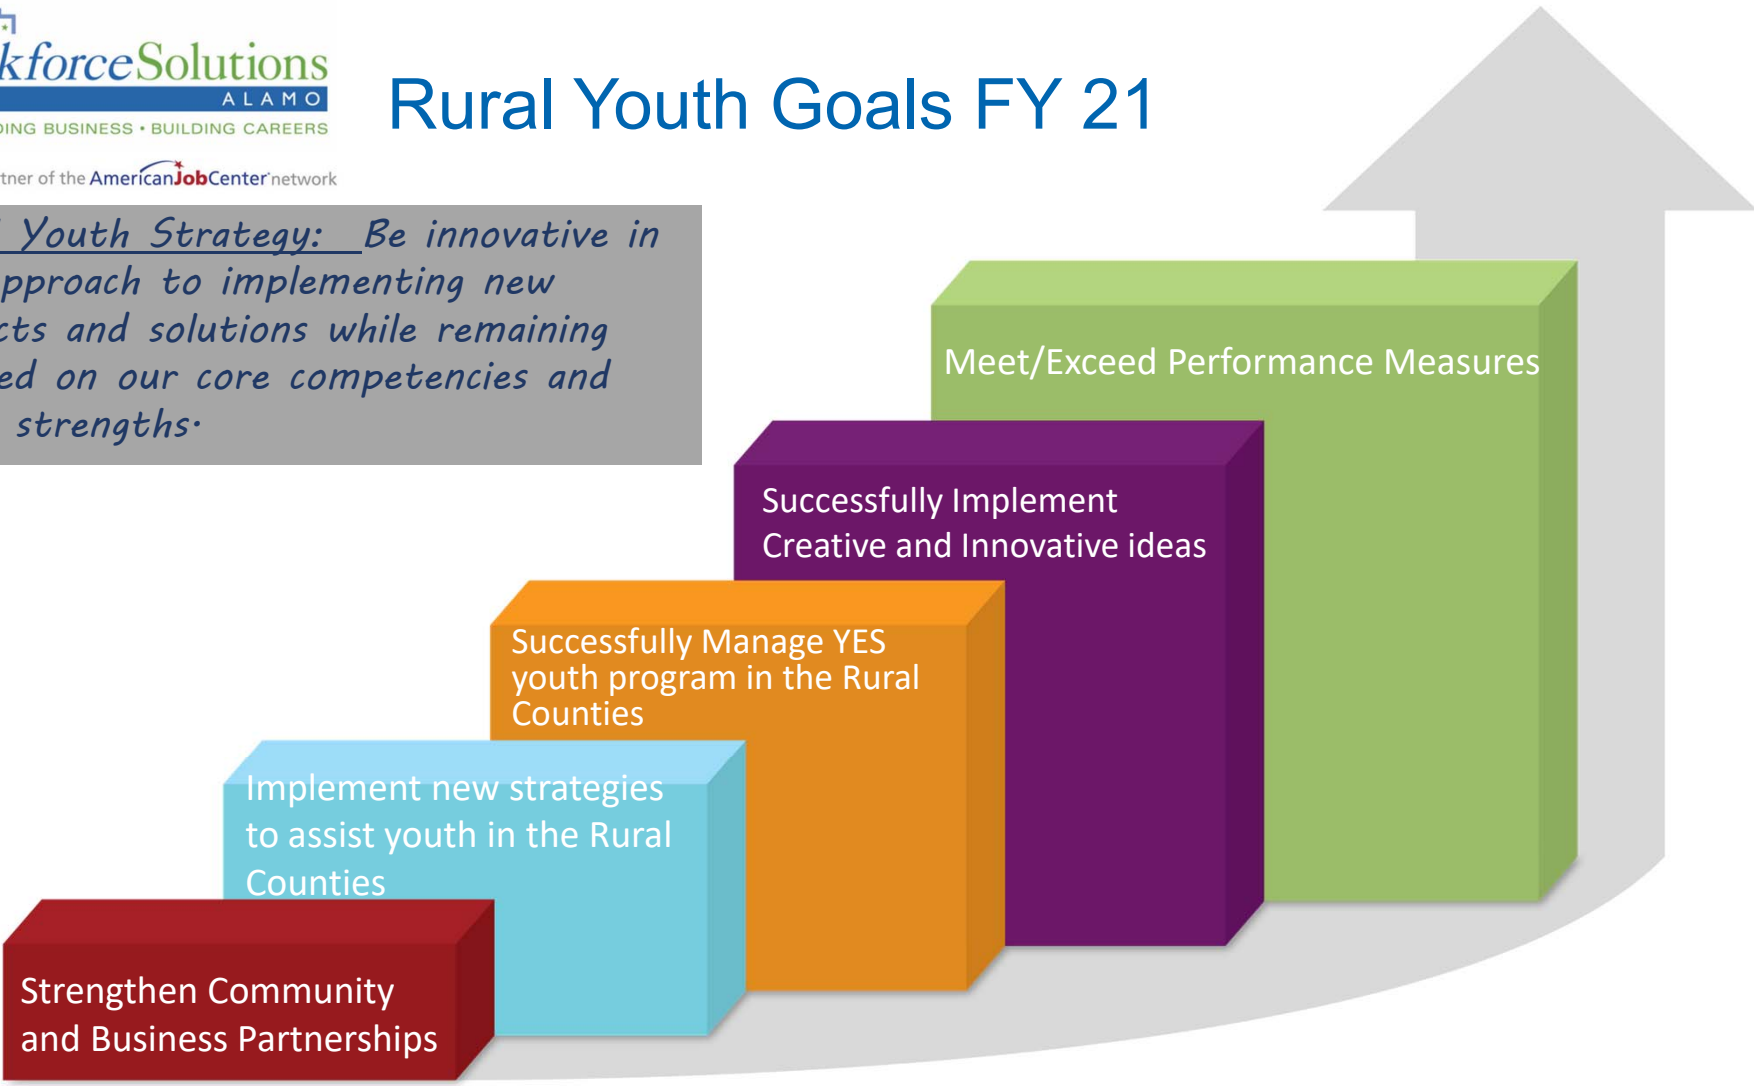 kforceSolutions
ALAMO
DING BUSINESS • BUILDING CAREERS
tner of the AmericanJobCenter network
Rural Youth Goals FY 21
Youth Strategy: Be innovative in
pproach to implementing new
cts and solutions while remaining
ed on our core competencies and
strengths.
Meet/Exceed Performance Measures
Successfully Implement
Creative and Innovative ideas
Successfully Manage YES
youth program in the Rural
Counties
Implement new strategies
to assist youth in the Rural
Counties
Strengthen Community
and Business Partnerships